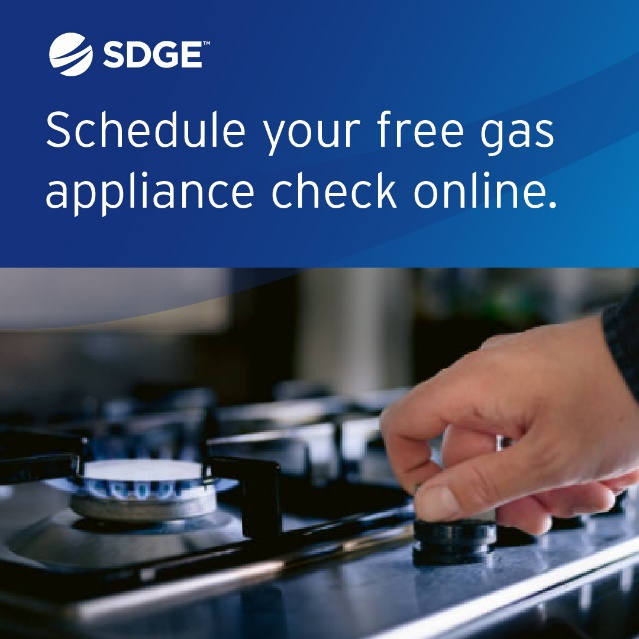 SDGE™
Schedule your free gas
appliance check online.